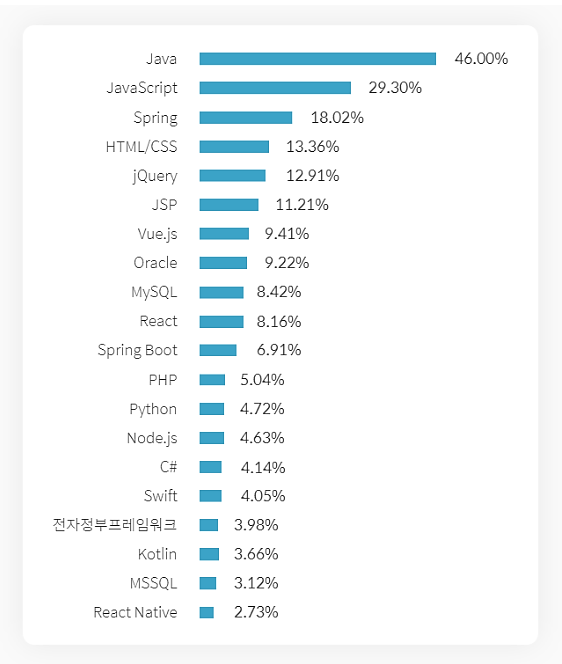 Java 46.00%
JavaScript 29.30%
Spring 18.02%
HTML/CSS 13.36%
jQuery 12.91%
JSP 11.21%
Vue.js 9.41%
Oracle 9.22%
MySQL 8.42%
React 8.16%
Spring Boot 6.91%
PHP 5.04%
Python 4.72%
Node.js 4.63%
C# 4.14%
Swift 4.05%
전자정부프레임워크 3.98%
Kotlin 3.66%
MSSQL 3.12%
React Native 2.73%